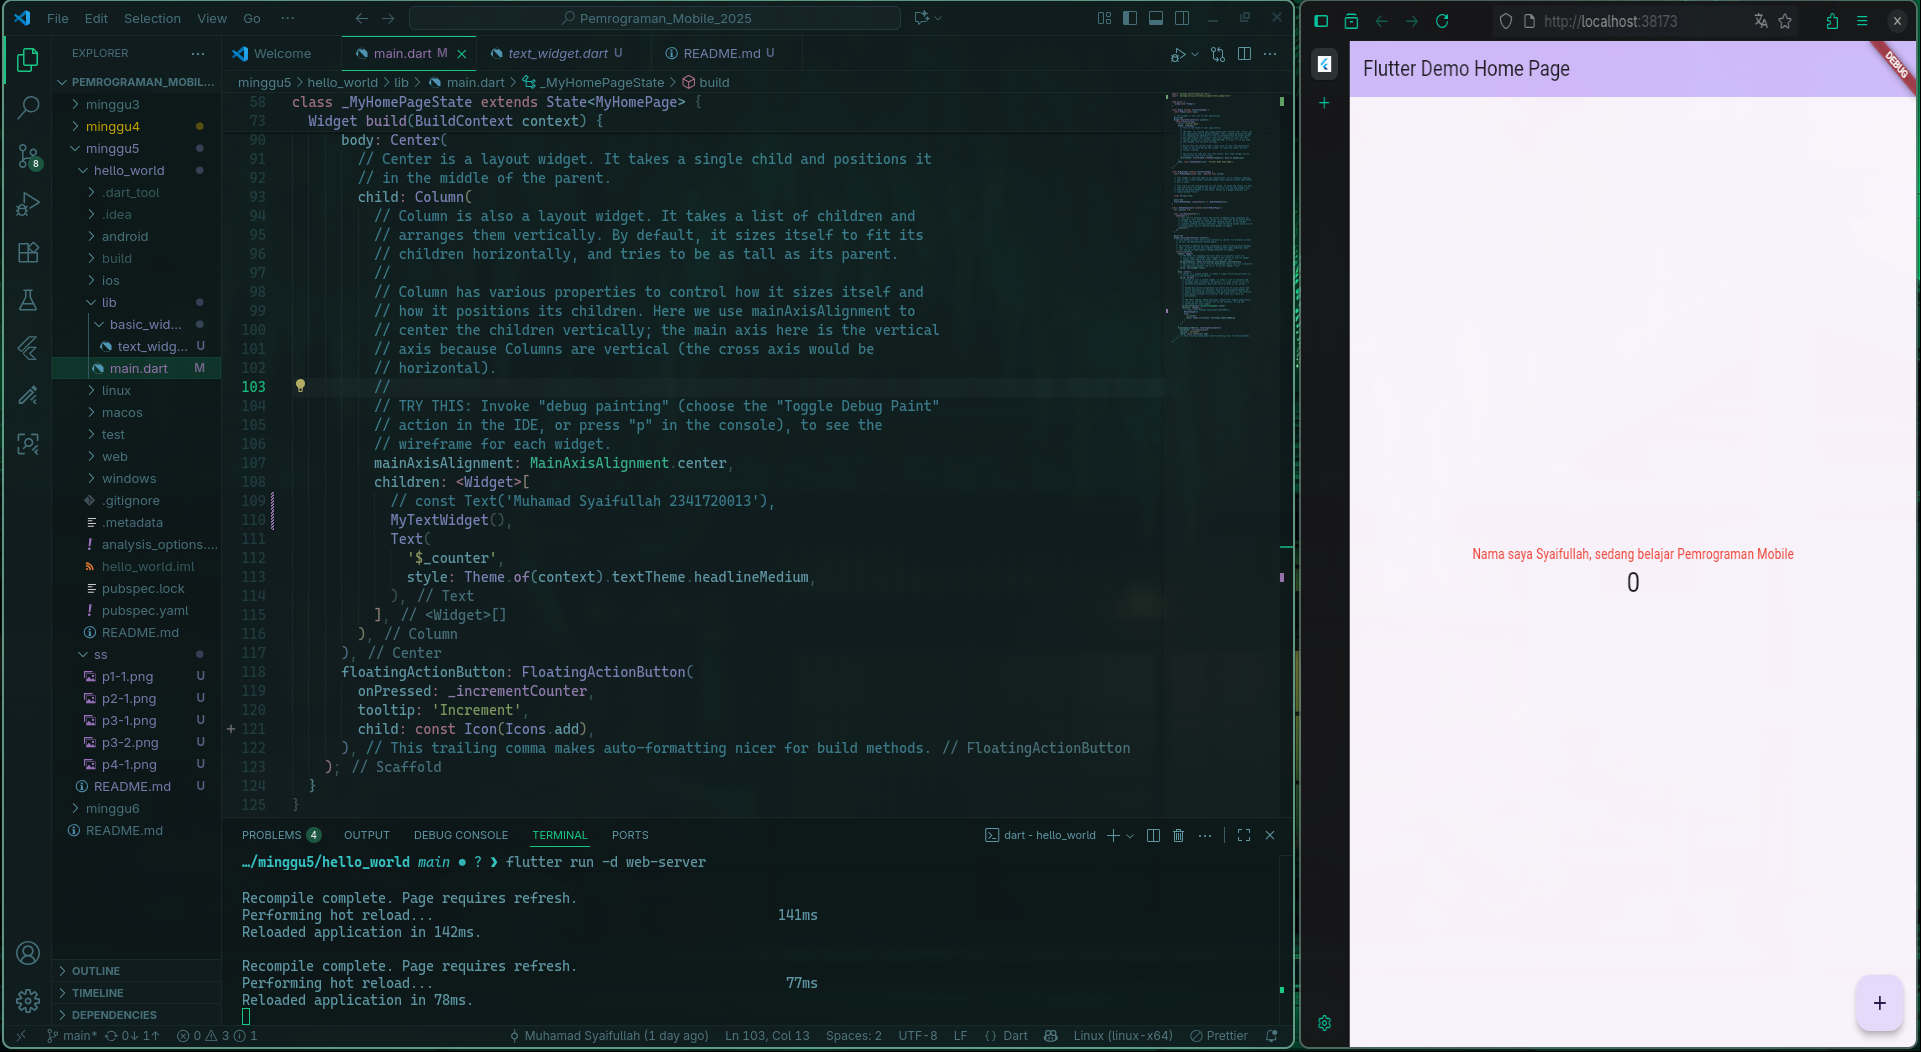 File Edit Selection View Go ···
Pemrograman_Mobile_2025
http://localhost:38173
EXPLORER
PEMROGRAMAN_MOBIL...
minggu3
minggu4
minggu5
hello_world
.dart_tool
.idea
android
build
ios
lib
basic_wid...
text_widg... U
main.dart M
linux
macos
test
web
windows
.gitignore
.metadata
analysis_options....
hello_world.iml
pubspec.lock
pubspec.yaml
README.md
ss
p1-1.png U
p2-1.png U
p3-1.png U
p3-2.png U
p4-1.png U
README.md U
minggu6
README.md
OUTLINE
TIMELINE
DEPENDENCIES
8
Welcome main.dart M text_widget.dart U README.md U
minggu5 > hello_world > lib > main.dart > _MyHomePageState > build
58 class _MyHomePageState extends State<MyHomePage> {
73 Widget build(BuildContext context) {
90 body: Center(
91 // Center is a layout widget. It takes a single child and positions it
92 // in the middle of the parent.
93 child: Column(
94 // Column is also a layout widget. It takes a list of children and
95 // arranges them vertically. By default, it sizes itself to fit its
96 // children horizontally, and tries to be as tall as its parent.
97 //
98 // Column has various properties to control how it sizes itself and
99 // how it positions its children. Here we use mainAxisAlignment to
100 // center the children vertically; the main axis here is the vertical
101 // axis because Columns are vertical (the cross axis would be
102 // horizontal).
103 //
104 // TRY THIS: Invoke "debug painting" (choose the "Toggle Debug Paint"
105 // action in the IDE, or press "p" in the console), to see the
106 // wireframe for each widget.
107 mainAxisAlignment: MainAxisAlignment.center,
108 children: <Widget>[
109 // const Text('Muhamad Syaifullah 2341720013'),
110 MyTextWidget(),
111 Text(
112 '$_counter',
113 style: Theme.of(context).textTheme.headlineMedium,
114 ), // Text
115 ], // <Widget>[]
116 ), // Column
117 ), // Center
118 floatingActionButton: FloatingActionButton(
119 onPressed: _incrementCounter,
120 tooltip: 'Increment',
121 child: const Icon(Icons.add),
122 ), // This trailing comma makes auto-formatting nicer for build methods. // FloatingActionButton
123 ); // Scaffold
124 }
125 }
PROBLEMS 4 OUTPUT DEBUG CONSOLE TERMINAL PORTS
dart - hello_world
…/minggu5/hello_world main ● ? ❯ flutter run -d web-server
Recompile complete. Page requires refresh.
Performing hot reload... 141ms
Reloaded application in 142ms.
Recompile complete. Page requires refresh.
Performing hot reload... 77ms
Reloaded application in 78ms.
main* 0↓ 1↑ 0 3 1
Muhamad Syaifullah (1 day ago) Ln 103, Col 13 Spaces: 2 UTF-8 LF {} Dart Linux (linux-x64) Prettier
Flutter Demo Home Page
DEBUG
Nama saya Syaifullah, sedang belajar Pemrograman Mobile
0
+